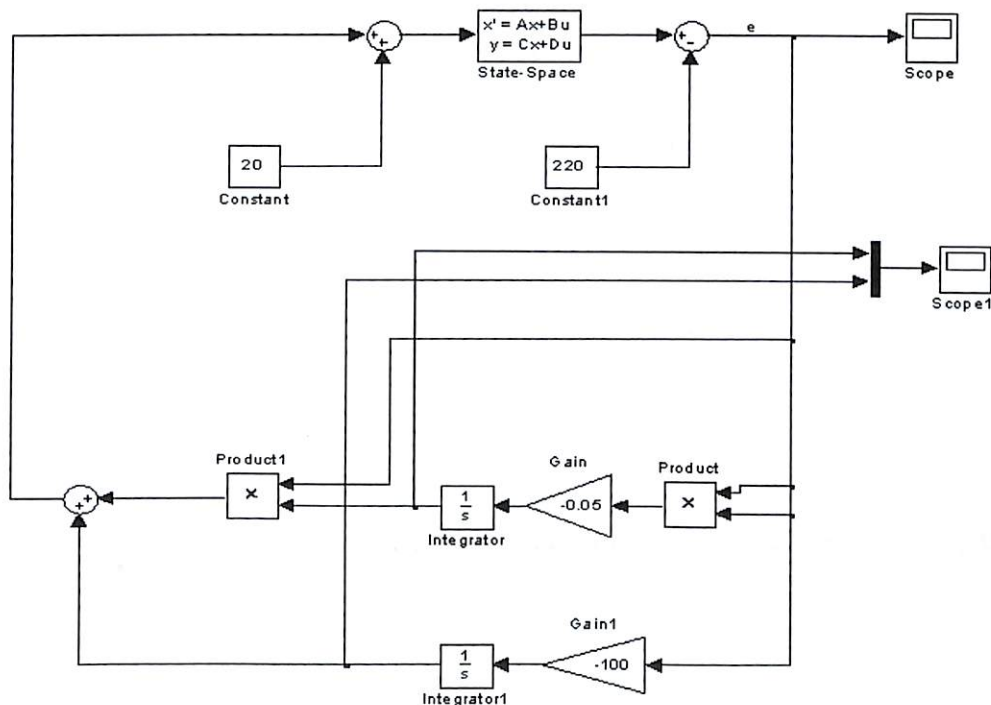 x' = Ax+Bu
y = Cx+Du
State-Space
+
+
+
-
e
Scope
20
Constant
220
Constant1
Scope1
Product1
×
Gain
-0.05
Product
×
1
s
Integrator
+
+
Gain1
-100
1
s
Integrator1